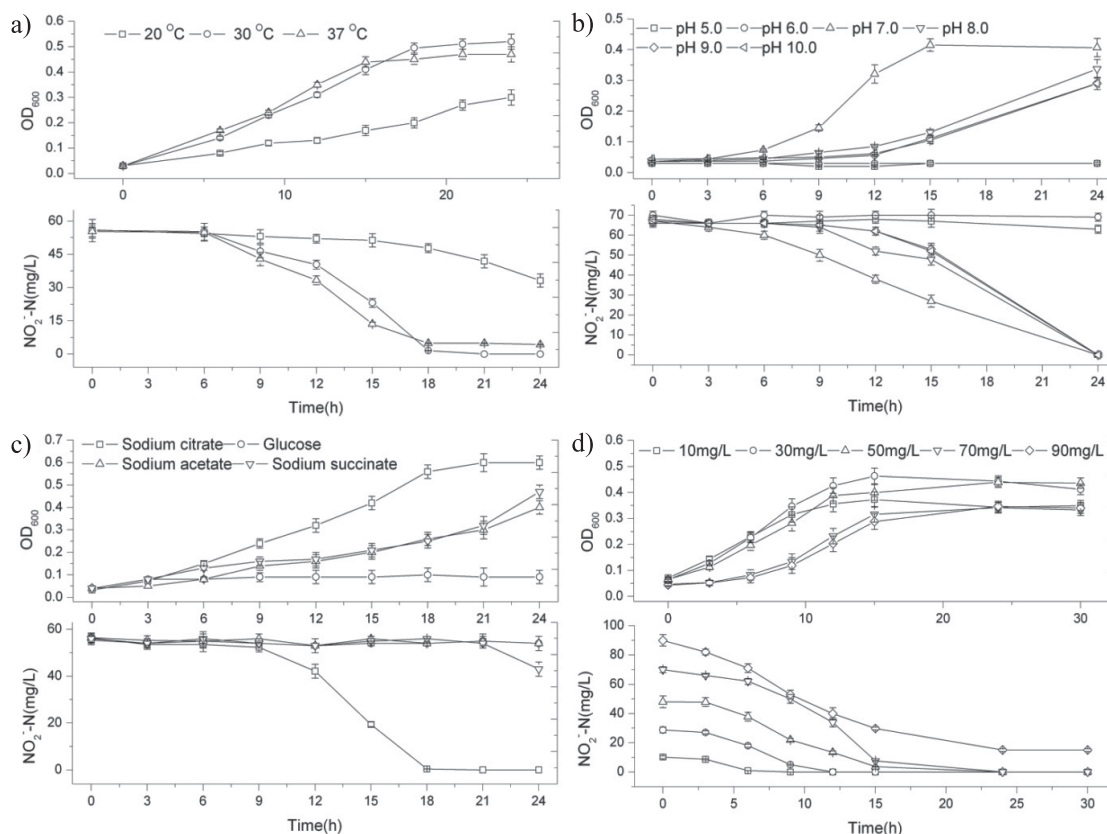 a)
20 °C 30 °C 37 °C
0.6
0.5
0.4
0.3
0.2
0.1
0.0
OD600
0 10 20
60
45
30
15
0
NO2--N(mg/L)
0 3 6 9 12 15 18 21 24
Time(h)
b)
pH 5.0 pH 6.0 pH 7.0 pH 8.0
pH 9.0 pH 10.0
0.5
0.4
0.3
0.2
0.1
0.0
OD600
0 3 6 9 12 15 18 21 24
70
60
50
40
30
20
10
0
NO2--N(mg/L)
0 3 6 9 12 15 18 21 24
Time(h)
c)
Sodium citrate Glucose
Sodium acetate Sodium succinate
0.7
0.6
0.5
0.4
0.3
0.2
0.1
0.0
OD600
0 3 6 9 12 15 18 21 24
60
40
20
0
NO2--N(mg/L)
0 3 6 9 12 15 18 21 24
Time(h)
d)
10mg/L 30mg/L 50mg/L 70mg/L 90mg/L
0.6
0.5
0.4
0.3
0.2
0.1
0.0
OD600
0 10 20 30
100
80
60
40
20
0
NO2--N(mg/L)
0 5 10 15 20 25 30
Time(h)